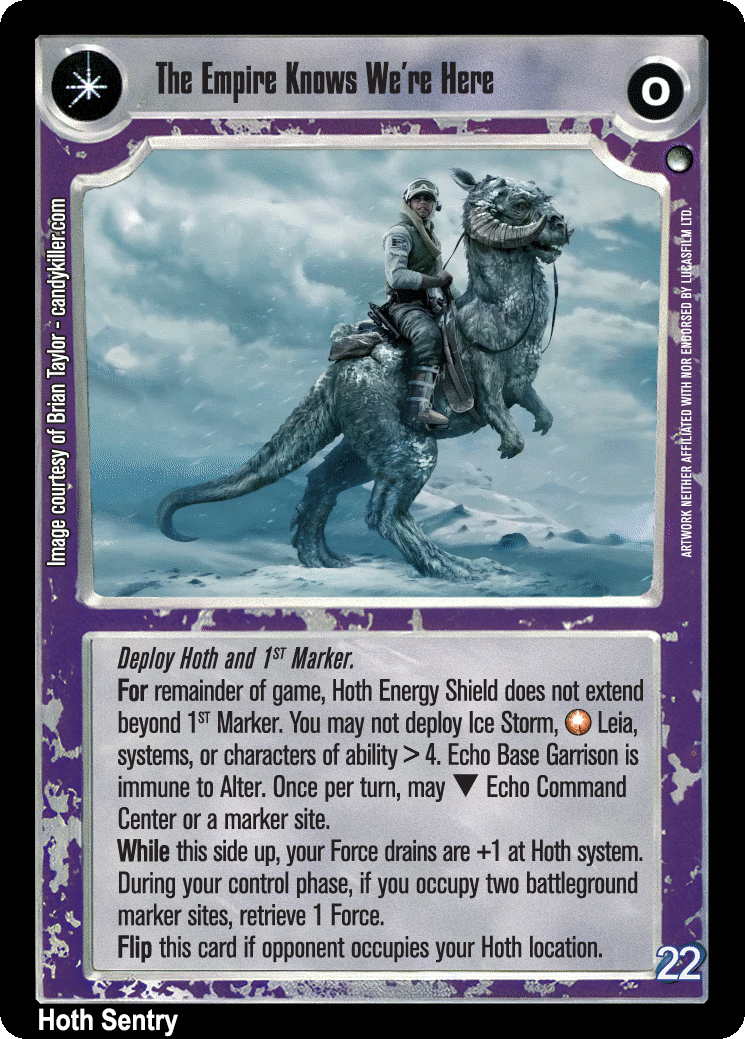 The Empire Knows We're Here
0
Image courtesy of Brian Taylor - candykiller.com
ARTWORK NEITHER AFFILIATED WITH NOR ENDORSED BY LUCASFILM LTD.
Deploy Hoth and 1ST Marker.
For remainder of game, Hoth Energy Shield does not extend
beyond 1ST Marker. You may not deploy Ice Storm, Leia,
systems, or characters of ability > 4. Echo Base Garrison is
immune to Alter. Once per turn, may ▼ Echo Command
Center or a marker site.
While this side up, your Force drains are +1 at Hoth system.
During your control phase, if you occupy two battleground
marker sites, retrieve 1 Force.
Flip this card if opponent occupies your Hoth location.
22
Hoth Sentry